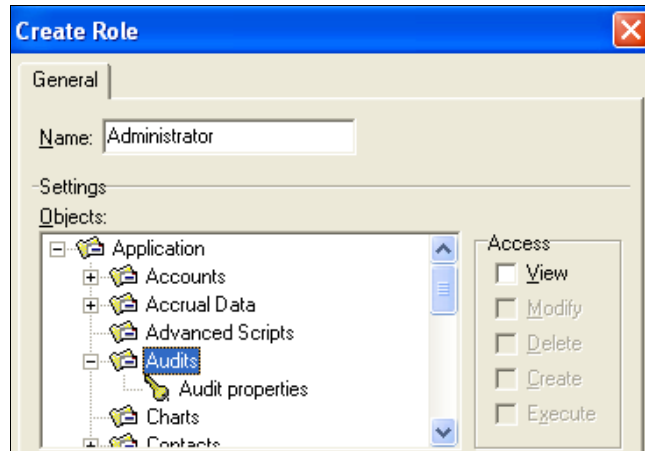 Create Role
General
Name: Administrator
Settings
Objects:
Application
Accounts
Accrual Data
Advanced Scripts
Audits
Audit properties
Charts
Contacts
Access
View
Modify
Delete
Create
Execute